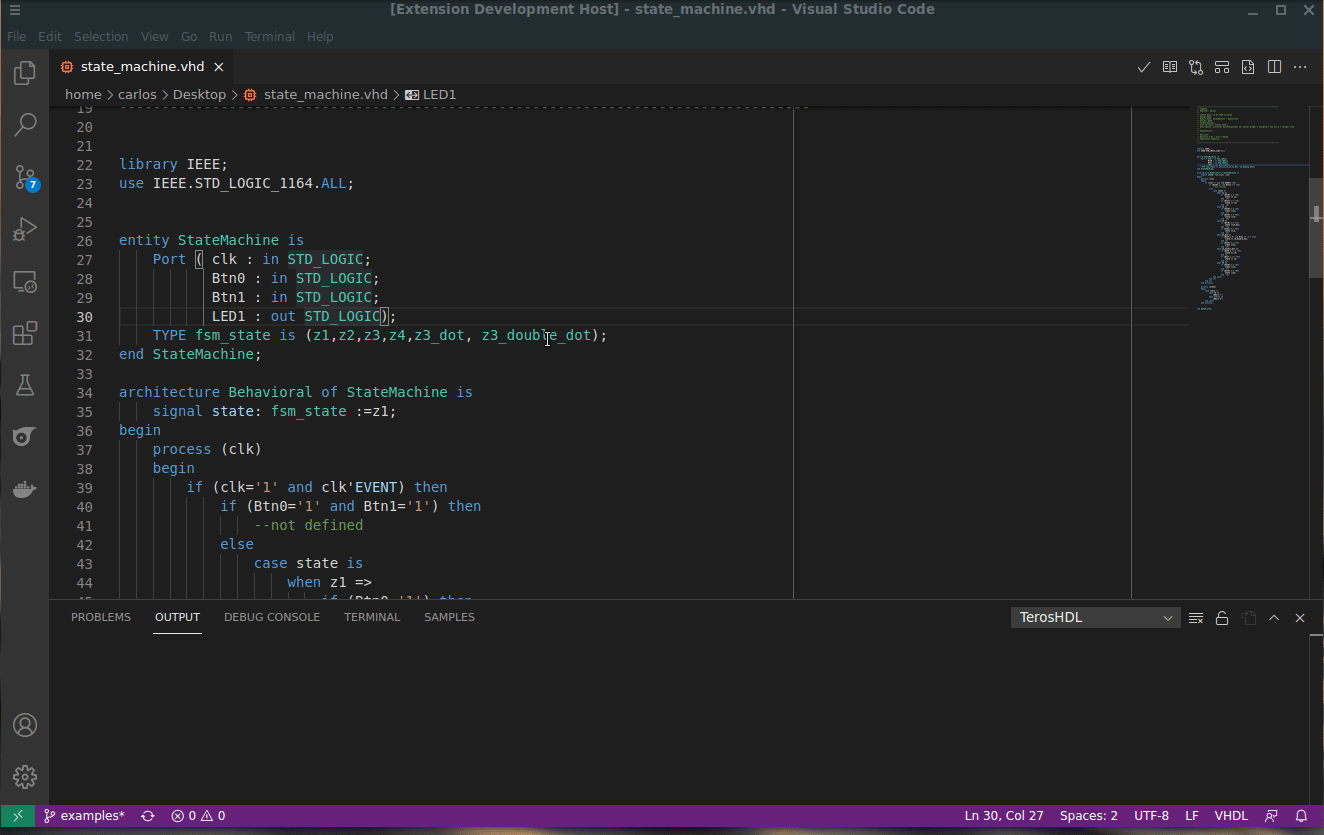 [Extension Development Host] - state_machine.vhd - Visual Studio Code
File Edit Selection View Go Run Terminal Help
state_machine.vhd
home > carlos > Desktop > state_machine.vhd > LED1
19 --------------------------------------------------------------------------------
20
21
22 library IEEE;
23 use IEEE.STD_LOGIC_1164.ALL;
24
25
26 entity StateMachine is
27 Port ( clk : in STD_LOGIC;
28 Btn0 : in STD_LOGIC;
29 Btn1 : in STD_LOGIC;
30 LED1 : out STD_LOGIC);
31 TYPE fsm_state is (z1,z2,z3,z4,z3_dot, z3_double_dot);
32 end StateMachine;
33
34 architecture Behavioral of StateMachine is
35 signal state: fsm_state :=z1;
36 begin
37 process (clk)
38 begin
39 if (clk='1' and clk'EVENT) then
40 if (Btn0='1' and Btn1='1') then
41 --not defined
42 else
43 case state is
44 when z1 =>
45 if (Btn0='1') then
PROBLEMS OUTPUT DEBUG CONSOLE TERMINAL SAMPLES TerosHDL
7
examples* 0 0 Ln 30, Col 27 Spaces: 2 UTF-8 LF VHDL